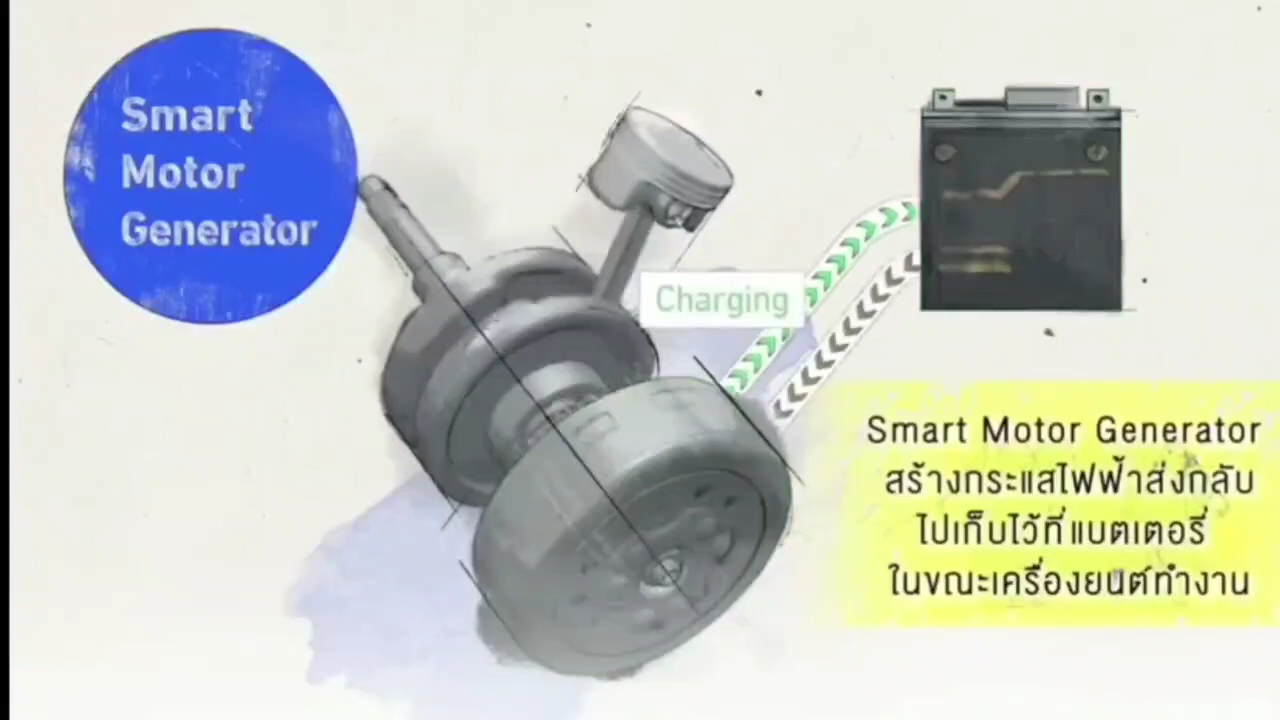 Smart
Motor
Generator
Charging
Smart Motor Generator
สร้างกระแสไฟฟ้าส่งกลับ
ไปเก็บไว้ที่แบตเตอรี่
ในขณะเครื่องยนต์ทำงาน